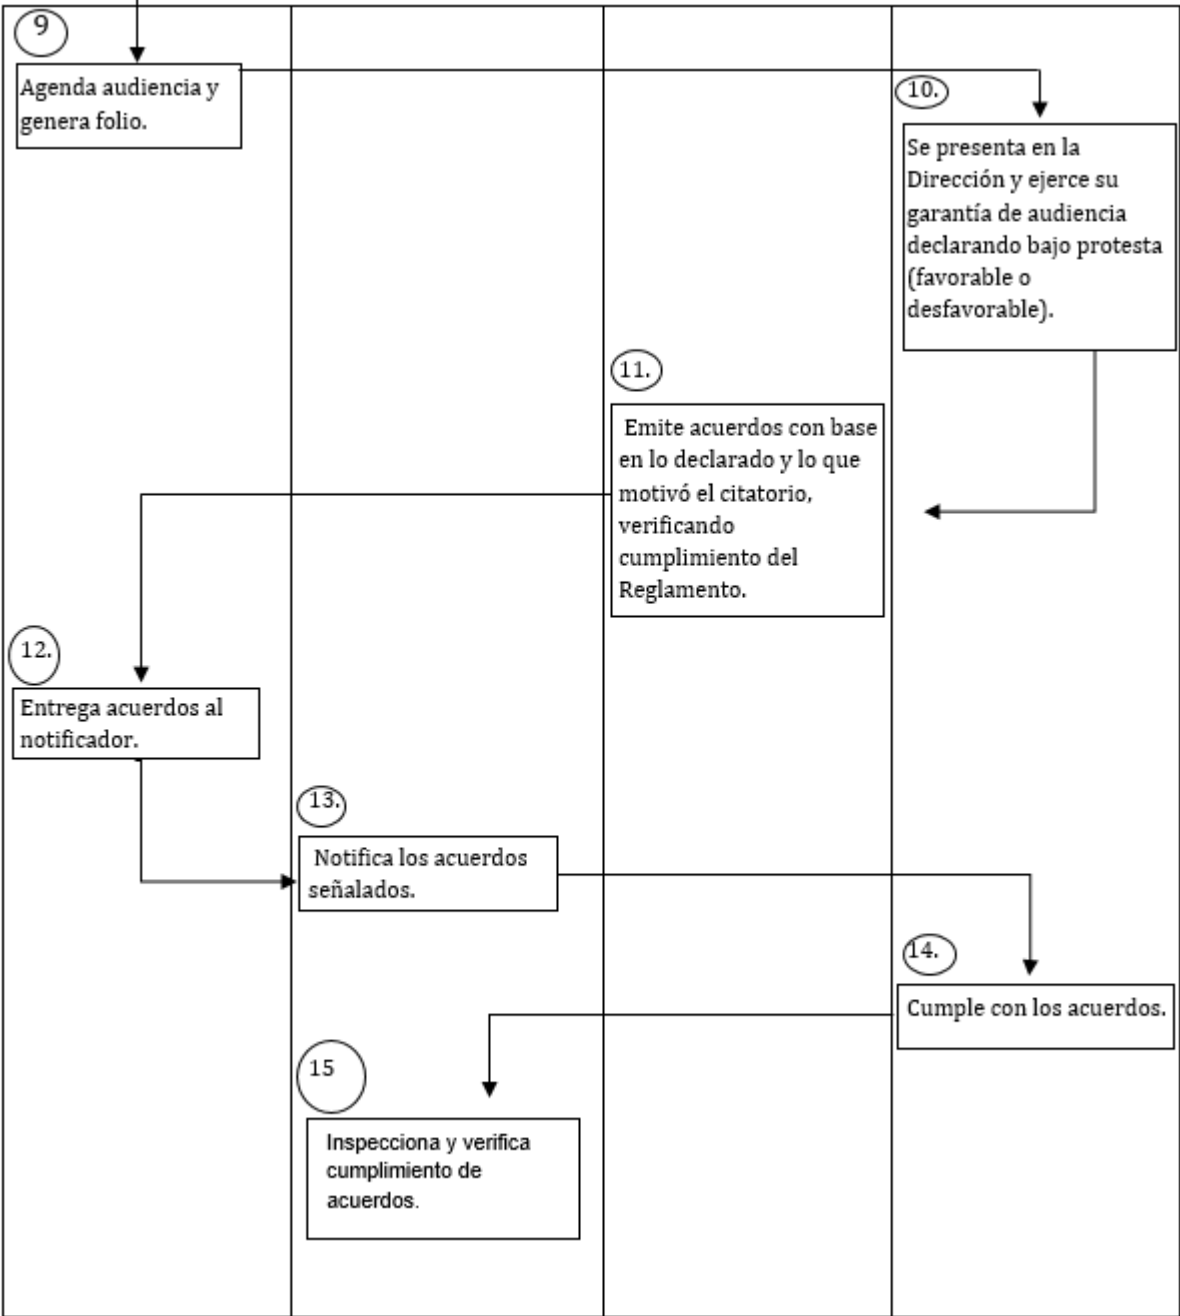 9
Agenda audiencia y
genera folio.
10.
Se presenta en la
Dirección y ejerce su
garantía de audiencia
declarando bajo protesta
(favorable o
desfavorable).
11.
Emite acuerdos con base
en lo declarado y lo que
motivó el citatorio,
verificando
cumplimiento del
Reglamento.
12.
Entrega acuerdos al
notificador.
13.
Notifica los acuerdos
señalados.
14.
Cumple con los acuerdos.
15
Inspecciona y verifica
cumplimiento de
acuerdos.